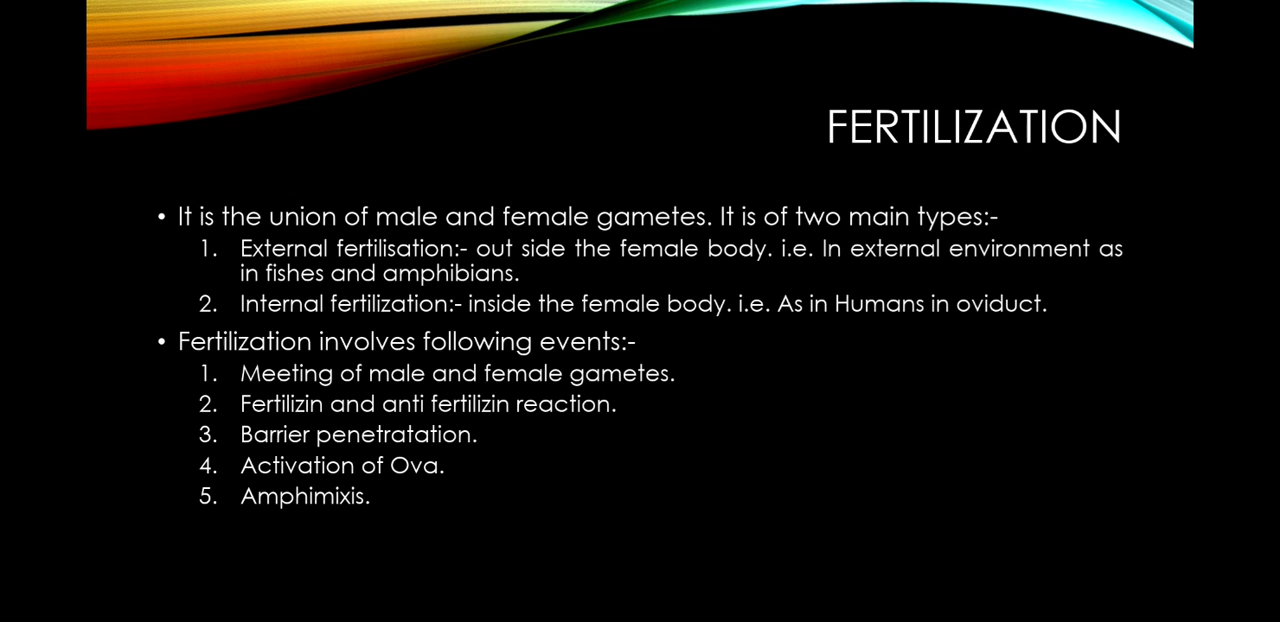 FERTILIZATION
• It is the union of male and female gametes. It is of two main types:-
1. External fertilisation:- out side the female body. i.e. In external environment as
in fishes and amphibians.
2. Internal fertilization:- inside the female body. i.e. As in Humans in oviduct.
• Fertilization involves following events:-
1. Meeting of male and female gametes.
2. Fertilizin and anti fertilizin reaction.
3. Barrier penetratation.
4. Activation of Ova.
5. Amphimixis.